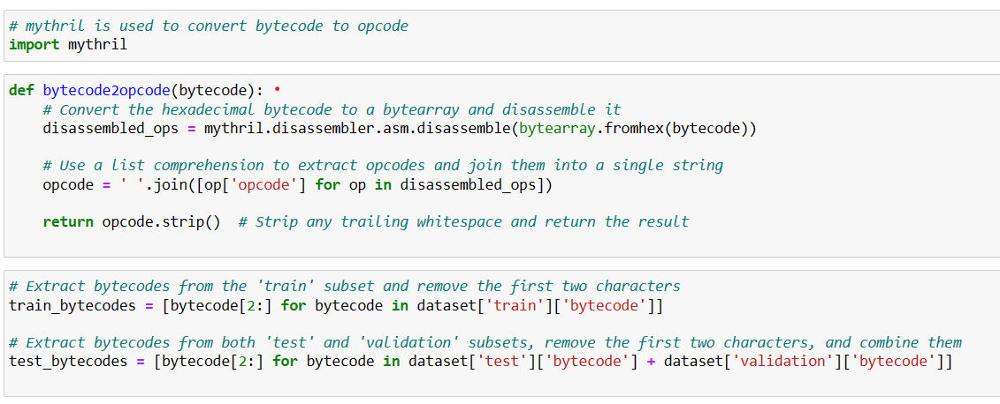 # mythril is used to convert bytecode to opcode
import mythril
def bytecode2opcode(bytecode):
    # Convert the hexadecimal bytecode to a bytearray and disassemble it
    disassembled_ops = mythril.disassembler.asm.disassemble(bytearray.fromhex(bytecode))
    # Use a list comprehension to extract opcodes and join them into a single string
    opcode = ' '.join([op['opcode'] for op in disassembled_ops])
    return opcode.strip()  # Strip any trailing whitespace and return the result
# Extract bytecodes from the 'train' subset and remove the first two characters
train_bytecodes = [bytecode[2:] for bytecode in dataset['train']['bytecode']]
# Extract bytecodes from both 'test' and 'validation' subsets, remove the first two characters, and combine them
test_bytecodes = [bytecode[2:] for bytecode in dataset['test']['bytecode'] + dataset['validation']['bytecode']]